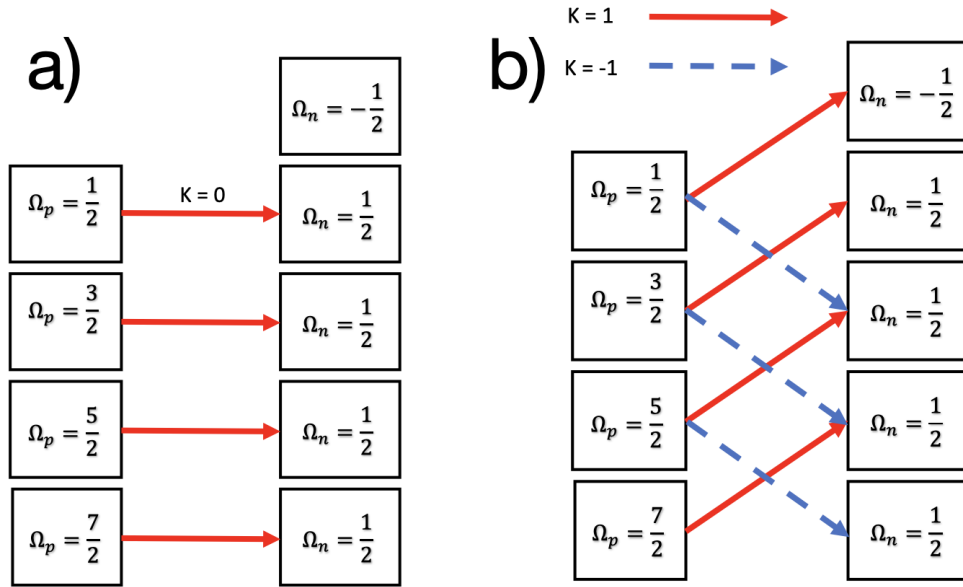 a)
Ωₙ = −1/2
Ωₚ = 1/2
K = 0
Ωₙ = 1/2
Ωₚ = 3/2
Ωₙ = 1/2
Ωₚ = 5/2
Ωₙ = 1/2
Ωₚ = 7/2
Ωₙ = 1/2
b)
K = 1
K = -1
Ωₙ = −1/2
Ωₚ = 1/2
Ωₙ = 1/2
Ωₚ = 3/2
Ωₙ = 1/2
Ωₚ = 5/2
Ωₙ = 1/2
Ωₚ = 7/2
Ωₙ = 1/2